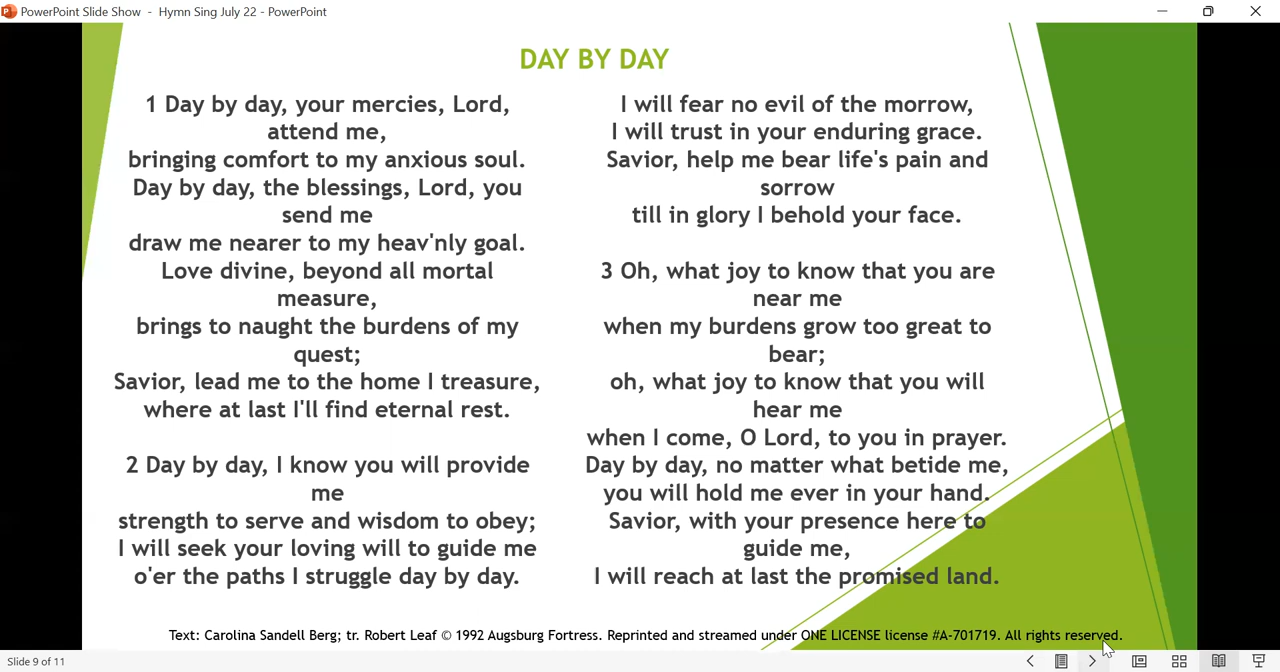 PowerPoint Slide Show - Hymn Sing July 22 - PowerPoint
DAY BY DAY
1 Day by day, your mercies, Lord,
attend me,
bringing comfort to my anxious soul.
Day by day, the blessings, Lord, you
send me
draw me nearer to my heav'nly goal.
Love divine, beyond all mortal
measure,
brings to naught the burdens of my
quest;
Savior, lead me to the home I treasure,
where at last I'll find eternal rest.
2 Day by day, I know you will provide
me
strength to serve and wisdom to obey;
I will seek your loving will to guide me
o'er the paths I struggle day by day.
I will fear no evil of the morrow,
I will trust in your enduring grace.
Savior, help me bear life's pain and
sorrow
till in glory I behold your face.
3 Oh, what joy to know that you are
near me
when my burdens grow too great to
bear;
oh, what joy to know that you will
hear me
when I come, O Lord, to you in prayer.
Day by day, no matter what betide me,
you will hold me ever in your hand.
Savior, with your presence here to
guide me,
I will reach at last the promised land.
Text: Carolina Sandell Berg; tr. Robert Leaf © 1992 Augsburg Fortress. Reprinted and streamed under ONE LICENSE license #A-701719. All rights reserved.
Slide 9 of 11